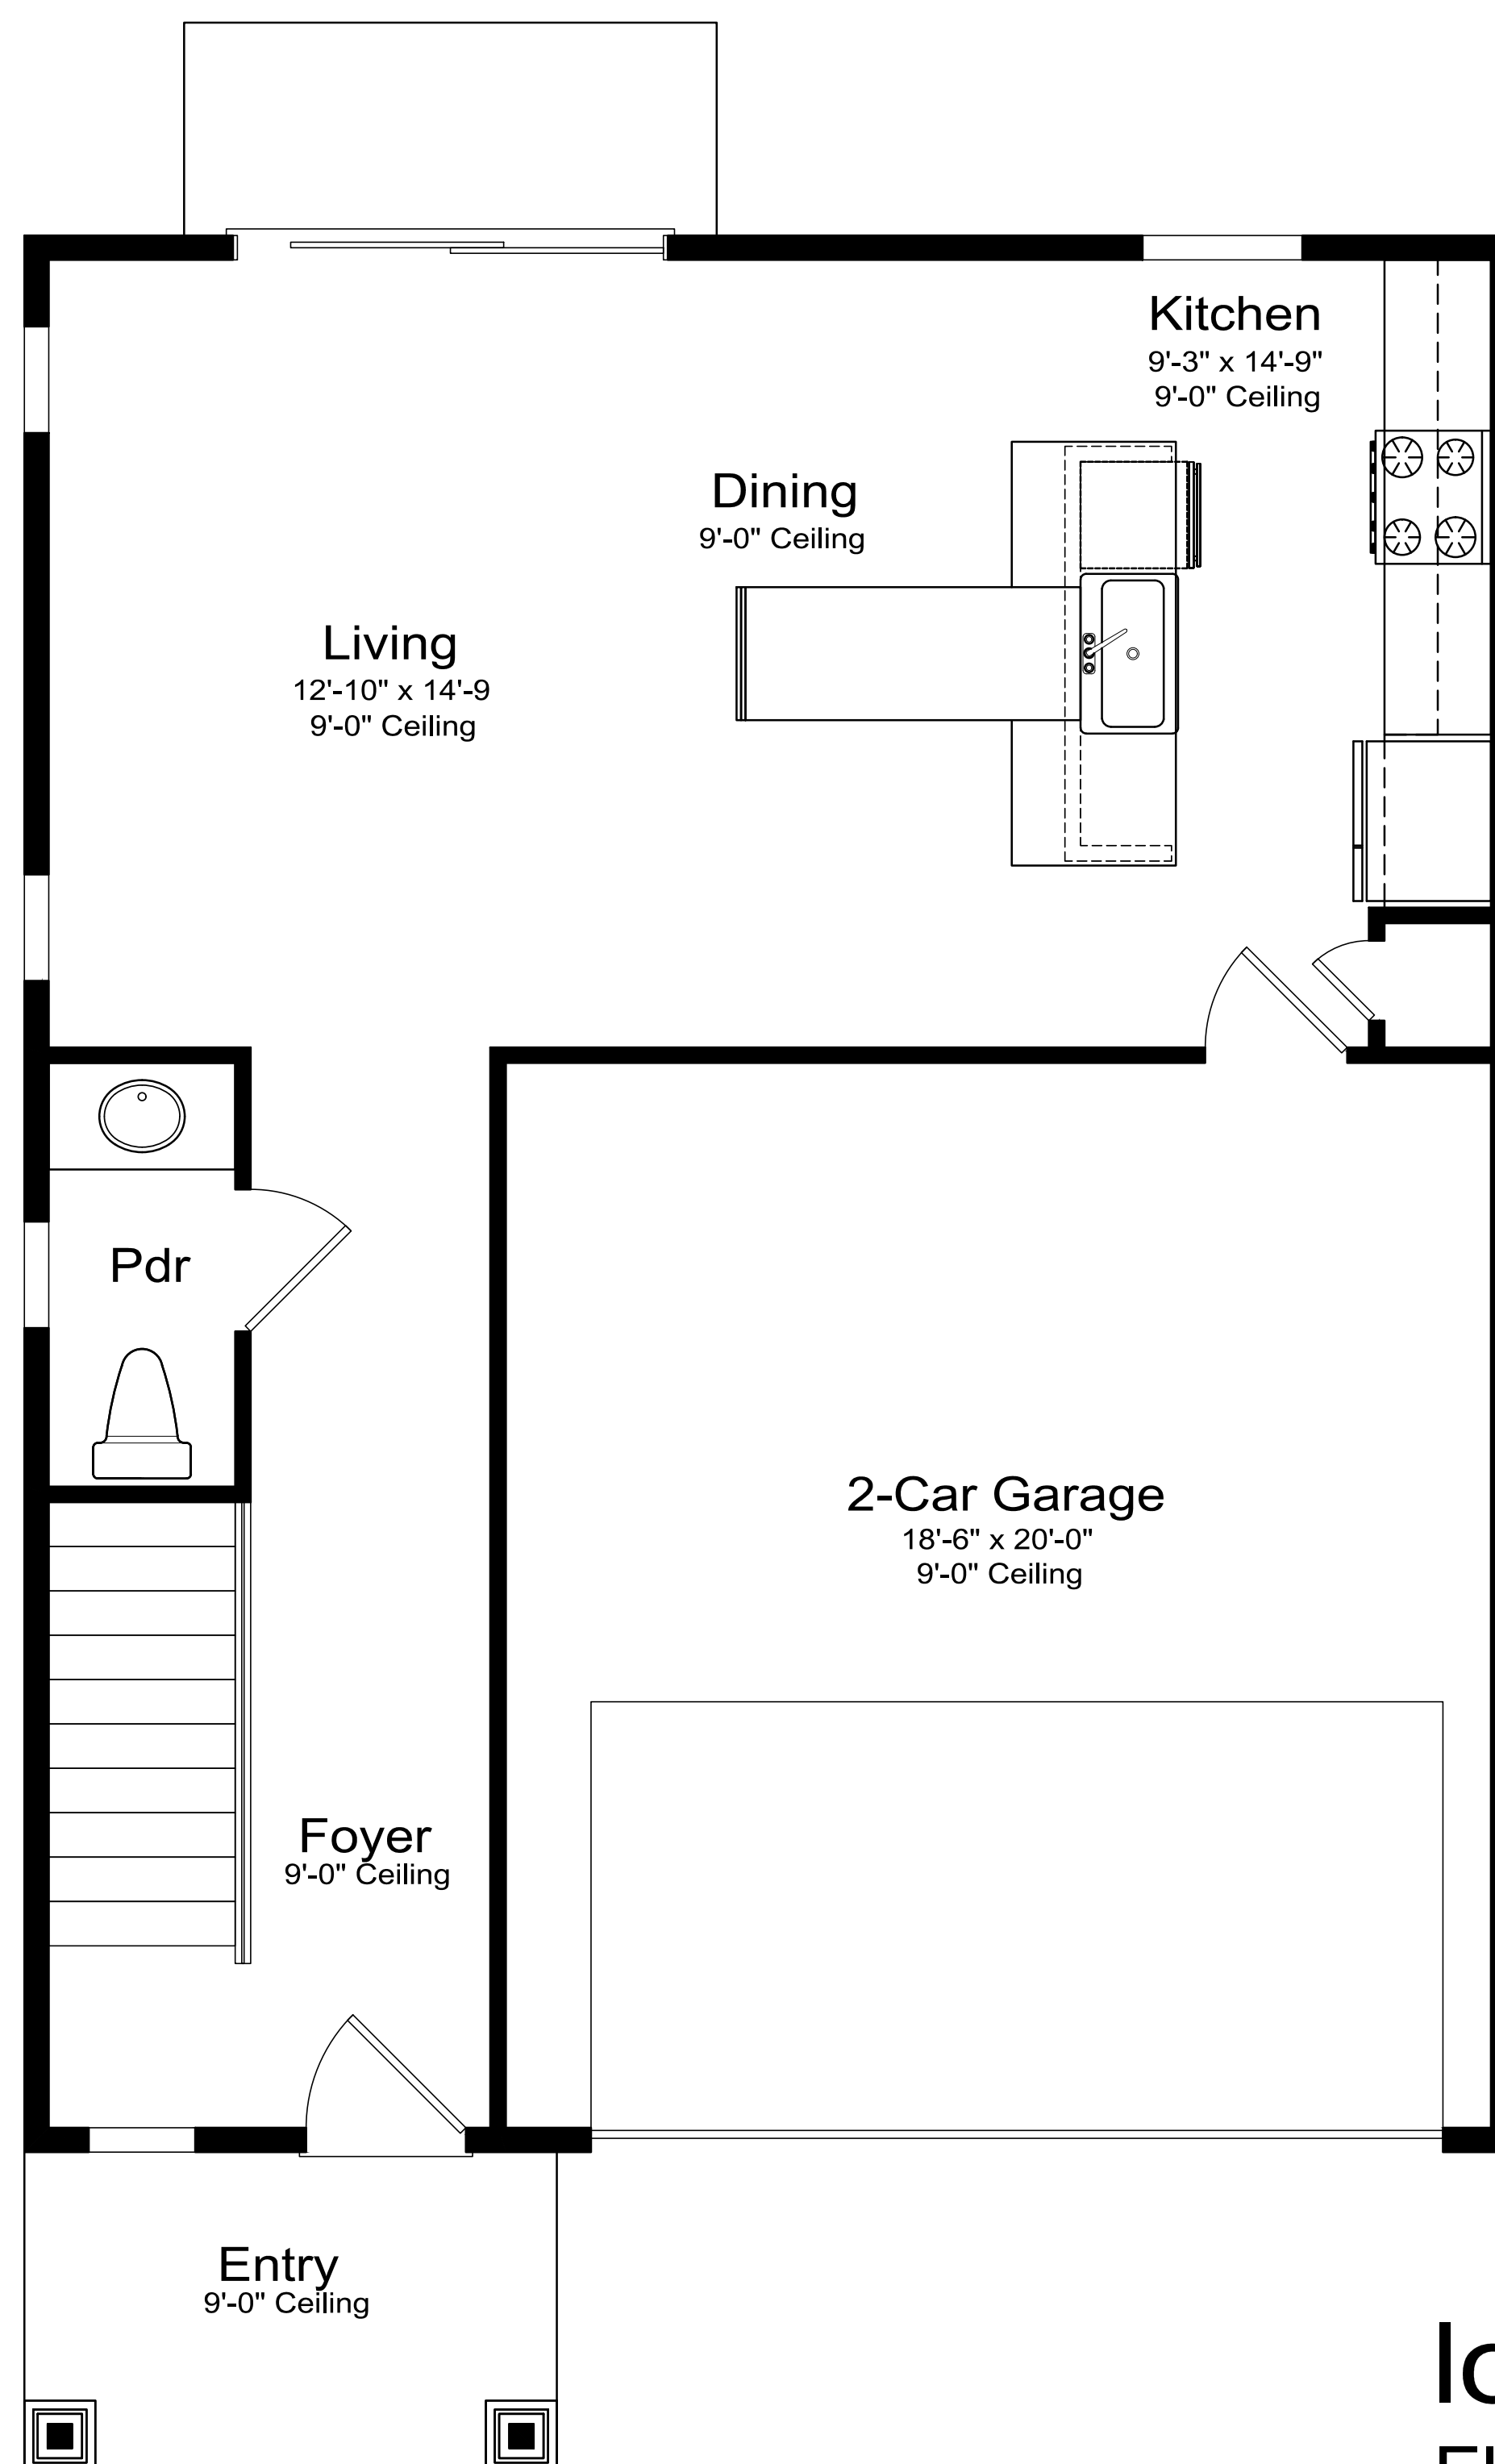 Kitchen
9'-3" x 14'-9"
9'-0" Ceiling
Dining
9'-0" Ceiling
Living
12'-10" x 14'-9
9'-0" Ceiling
Pdr
2-Car Garage
18'-6" x 20'-0"
9'-0" Ceiling
Foyer
9'-0" Ceiling
Entry
9'-0" Ceiling